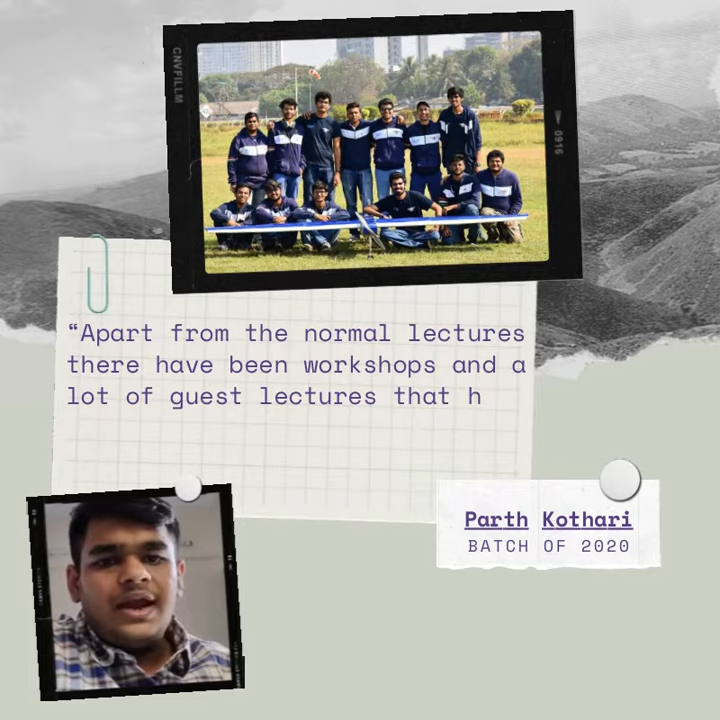 CNVFILLM
0916
“Apart from the normal lectures
there have been workshops and a
lot of guest lectures that h
Parth Kothari
BATCH OF 2020